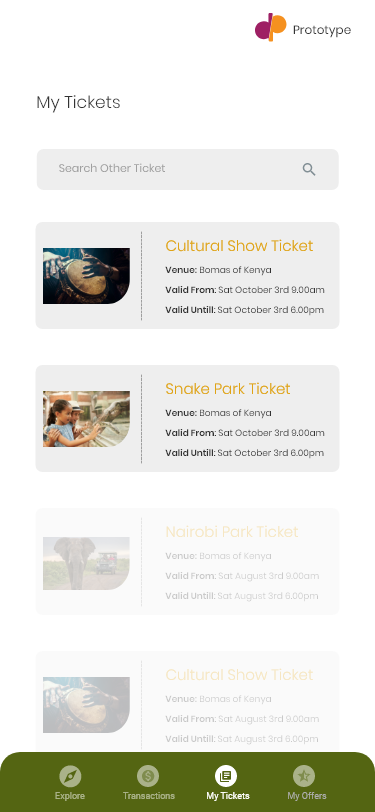 Prototype
My Tickets
Search Other Ticket
Cultural Show Ticket
Venue: Bomas of Kenya
Valid From: Sat October 3rd 9.00am
Valid Untill: Sat October 3rd 6.00pm
Snake Park Ticket
Venue: Bomas of Kenya
Valid From: Sat October 3rd 9.00am
Valid Untill: Sat October 3rd 6.00pm
Nairobi Park Ticket
Venue: Bomas of Kenya
Valid From: Sat August 3rd 9.00am
Valid Untill: Sat August 3rd 6.00pm
Cultural Show Ticket
Venue: Bomas of Kenya
Valid From: Sat August 3rd 9.00am
Valid Untill: Sat August 3rd 6.00pm
Explore
Transactions
My Tickets
My Offers